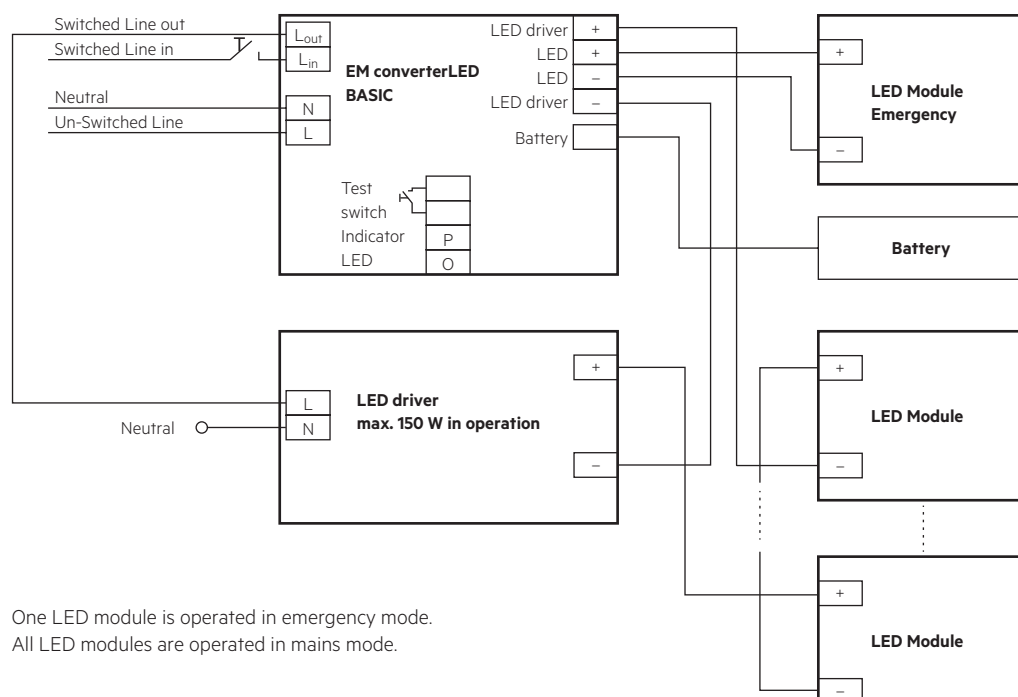 Switched Line out
Switched Line in
Neutral
Un-Switched Line
Lout
Lin
N
L
EM converterLED
BASIC
LED driver +
LED +
LED –
LED driver –
Battery
Test
switch
Indicator P
LED O
+
–
LED Module
Emergency
Battery
L
N
Neutral
LED driver
max. 150 W in operation
+
–
+
LED Module
–
+
LED Module
–
One LED module is operated in emergency mode.
All LED modules are operated in mains mode.